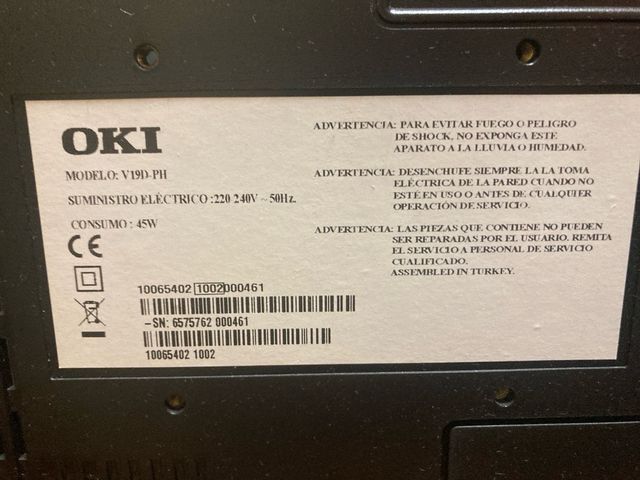 OKI
MODELO: V19D-PH
SUMINISTRO ELÉCTRICO :220 240V ~ 50Hz.
CONSUMO : 45W
CE
10065402 1002 000461
-SN: 6575762 000461
10065402 1002
ADVERTENCIA: PARA EVITAR FUEGO O PELIGRO
DE SHOCK, NO EXPONGA ESTE
APARATO A LA LLUVIA O HUMEDAD.
ADVERTENCIA: DESENCHUFE SIEMPRE LA LA TOMA
ELÉCTRICA DE LA PARED CUANDO NO
ESTÉ EN USO O ANTES DE CUALQUIER
OPERACIÓN DE SERVICIO.
ADVERTENCIA: LAS PIEZAS QUE CONTIENE NO PUEDEN
SER REPARADAS POR EL USUARIO. REMITA
EL SERVICIO A PERSONAL DE SERVICIO
CUALIFICADO.
ASSEMBLED IN TURKEY.